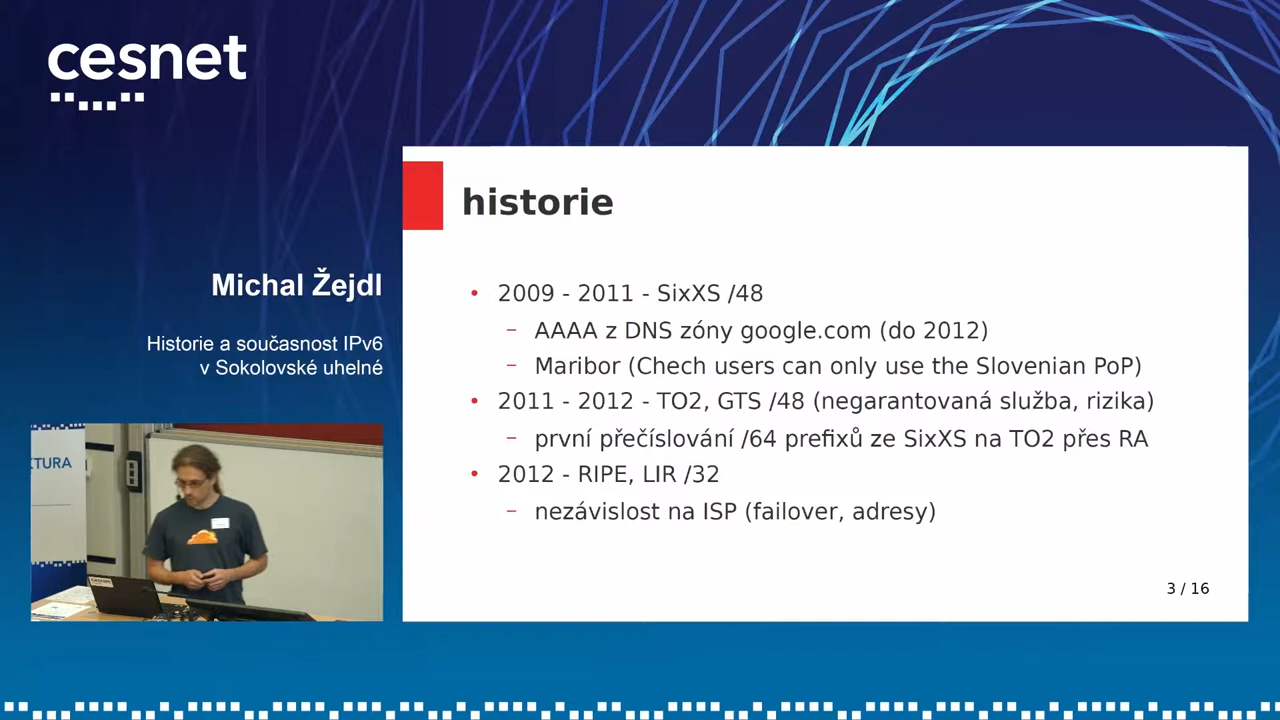 cesnet
Michal Žejdl
Historie a současnost IPv6
v Sokolovské uhelné
historie
• 2009 - 2011 - SixXS /48
– AAAA z DNS zóny google.com (do 2012)
– Maribor (Chech users can only use the Slovenian PoP)
• 2011 - 2012 - TO2, GTS /48 (negarantovaná služba, rizika)
– první přečíslování /64 prefixů ze SixXS na TO2 přes RA
• 2012 - RIPE, LIR /32
– nezávislost na ISP (failover, adresy)
3 / 16
KTURA
cesnet